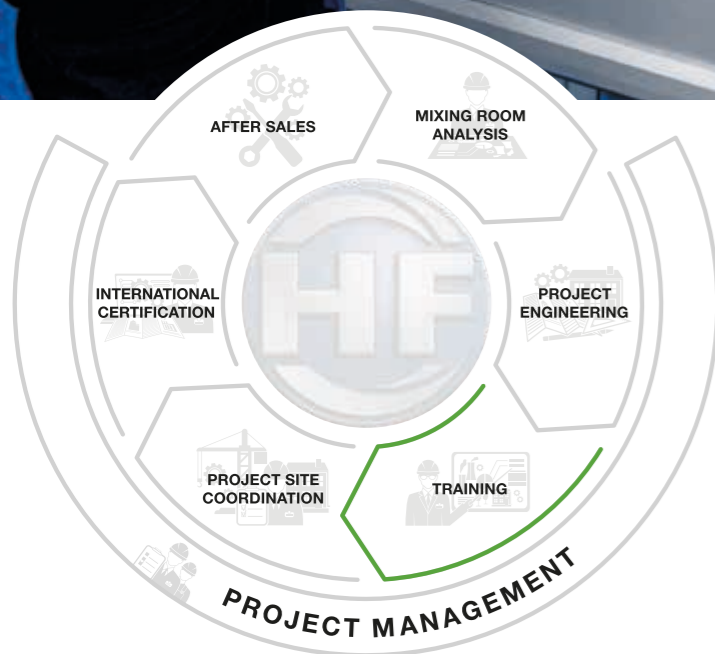 AFTER SALES
MIXING ROOM
ANALYSIS
INTERNATIONAL
CERTIFICATION
HF
PROJECT
ENGINEERING
PROJECT SITE
COORDINATION
TRAINING
PROJECT MANAGEMENT